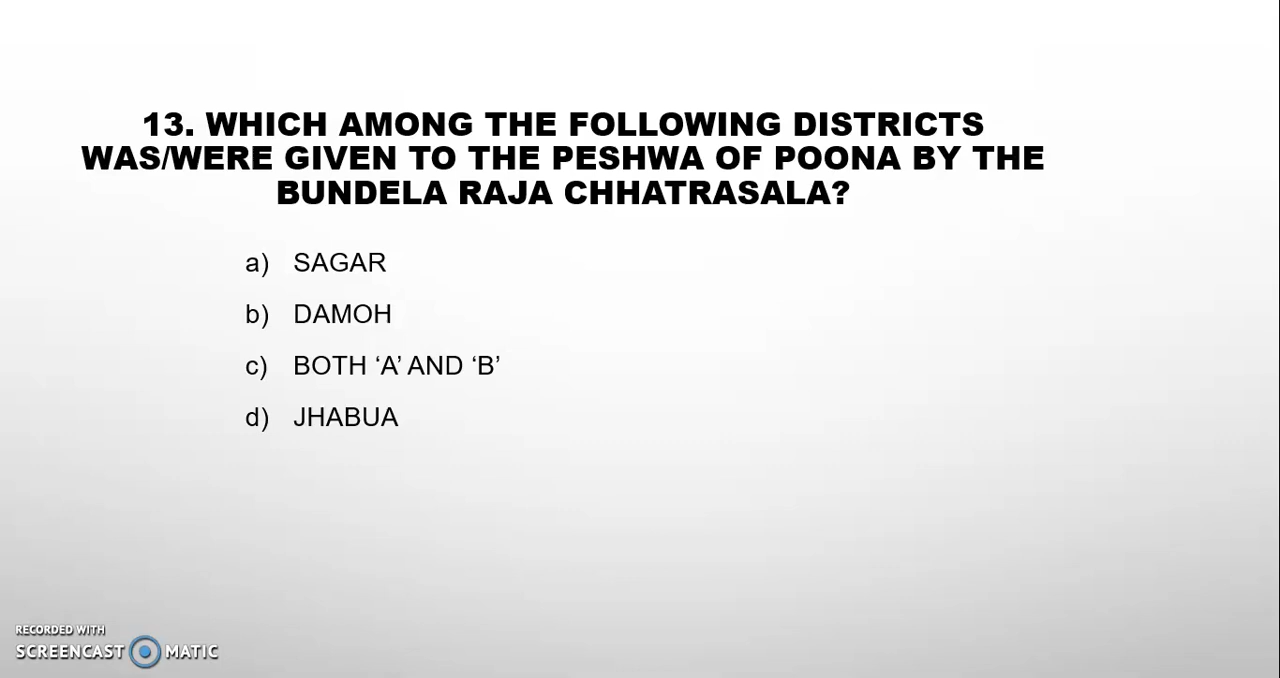 13. WHICH AMONG THE FOLLOWING DISTRICTS
WAS/WERE GIVEN TO THE PESHWA OF POONA BY THE
BUNDELA RAJA CHHATRASALA?
a) SAGAR
b) DAMOH
c) BOTH ‘A’ AND ‘B’
d) JHABUA
RECORDED WITH
SCREENCAST MATIC